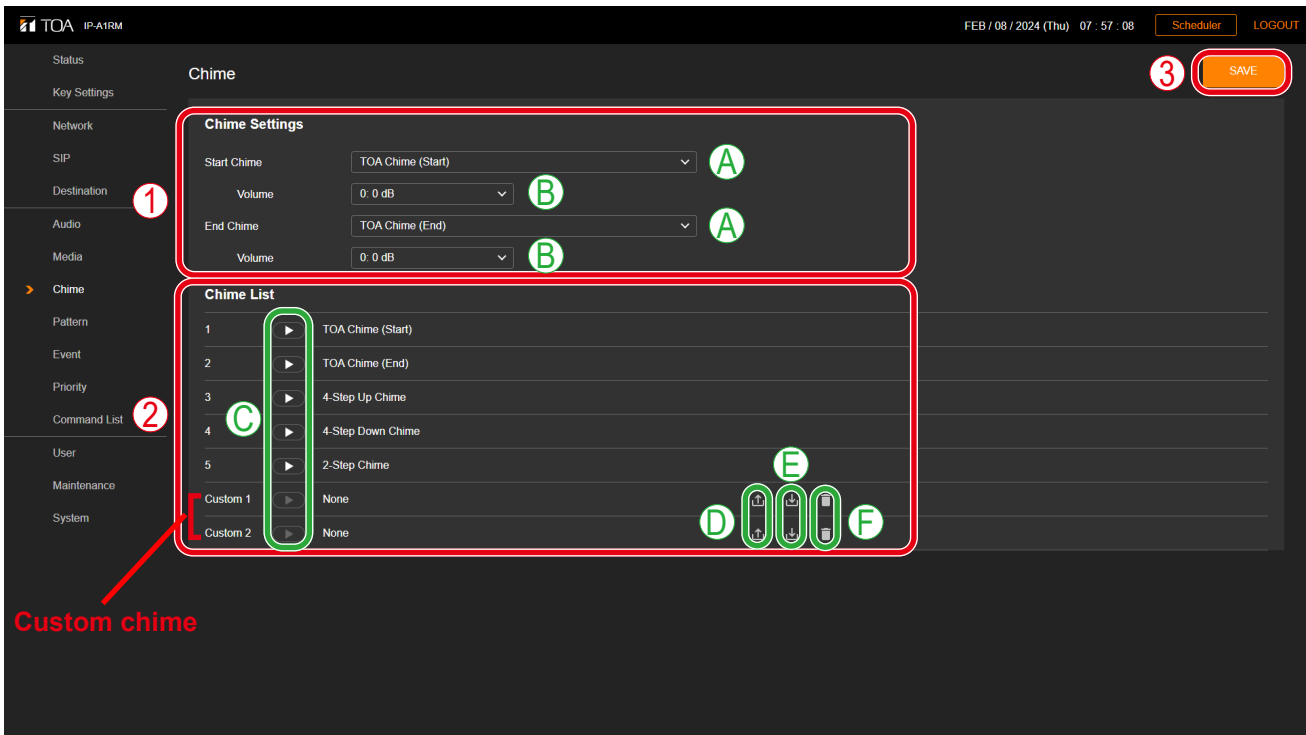 TOA IP-A1RM FEB / 08 / 2024 (Thu) 07 : 57 : 08 Scheduler LOGOUT
Status
Key Settings
Network
SIP
Destination
Audio
Media
Chime
Pattern
Event
Priority
Command List
User
Maintenance
System
Chime
3 SAVE
1
Chime Settings
Start Chime TOA Chime (Start) A
Volume 0: 0 dB B
End Chime TOA Chime (End) A
Volume 0: 0 dB B
2
Chime List
1 TOA Chime (Start)
2 TOA Chime (End)
3 4-Step Up Chime
C
4 4-Step Down Chime
5 2-Step Chime
E
Custom 1 None
D F
Custom 2 None
Custom chime